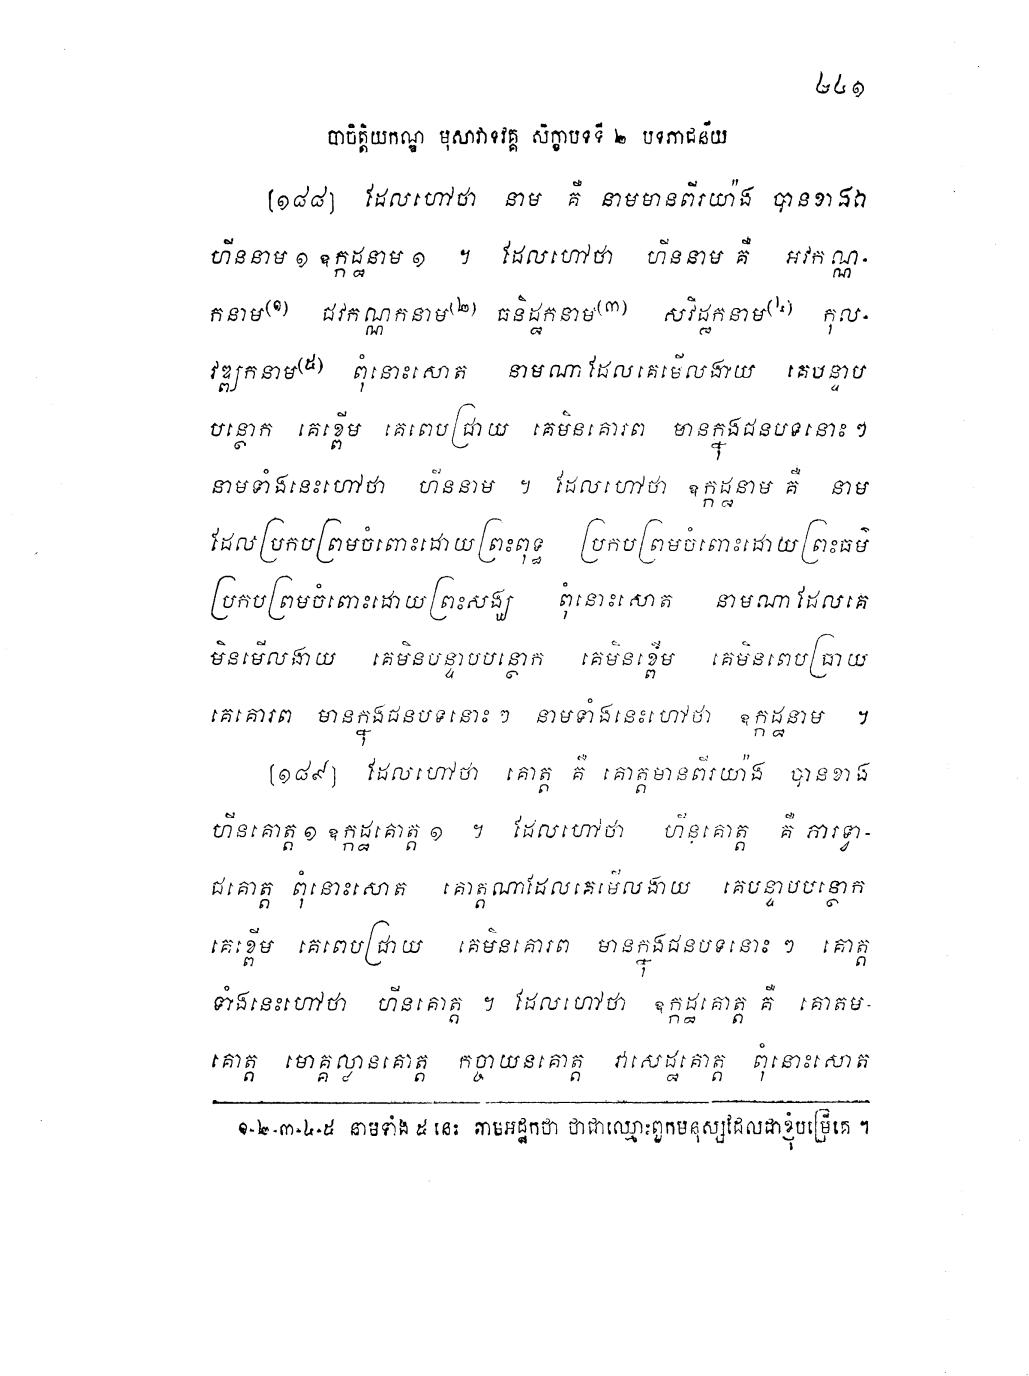 ៤៤១
បាចិត្តិយកណ្ឌ មុសាវាទវគ្គ សិក្ខាបទទី ២ បទភាជនីយ
[១៨៨] ដែលហៅថា នាម គឺ នាមមានពីរយ៉ាង បានខាងឯ
ហីននាម ១ ឧក្កដ្ឋនាម ១ ។ ដែលហៅថា ហីននាម គឺ អវកណ្ណ-
កនាម(១) ជវកណ្ណកនាម(២) ធនិដ្ឋកនាម(៣) សវិដ្ឋកនាម(៤) កុល-
វឌ្ឍកនាម(៥) ពុំនោះសោត នាមណាដែលគេមើលងាយ គេបន្ទាប
បន្ថោក គេខ្ពើម គេពេបជ្រាយ គេមិនគោរព មានក្នុងជនបទនោះៗ
នាមទាំងនេះហៅថា ហីននាម ។ ដែលហៅថា ឧក្កដ្ឋនាម គឺ នាម
ដែលប្រកបព្រមចំពោះដោយព្រះពុទ្ធ ប្រកបព្រមចំពោះដោយព្រះធម៌
ប្រកបព្រមចំពោះដោយព្រះសង្ឃ ពុំនោះសោត នាមណាដែលគេ
មិនមើលងាយ គេមិនបន្ទាបបន្ថោក គេមិនខ្ពើម គេមិនពេបជ្រាយ
គេគោរព មានក្នុងជនបទនោះៗ នាមទាំងនេះហៅថា ឧក្កដ្ឋនាម ។
[១៨៩] ដែលហៅថា គោត្ត គឺ គោត្តមានពីរយ៉ាង បានខាង
ហីនគោត្ត ១ ឧក្កដ្ឋគោត្ត ១ ។ ដែលហៅថា ហីនគោត្ត គឺ ភារទ្វា-
ជគោត្ត ពុំនោះសោត គោត្តណាដែលគេមើលងាយ គេបន្ទាបបន្ថោក
គេខ្ពើម គេពេបជ្រាយ គេមិនគោរព មានក្នុងជនបទនោះ ៗ គោត្ត
ទាំងនេះហៅថា ហីនគោត្ត ។ ដែលហៅថា ឧក្កដ្ឋគោត្ត គឺ គោតម-
គោត្ត មោគ្គល្លានគោត្ត កច្ចាយនគោត្ត វាសេដ្ឋគោត្ត ពុំនោះសោត
១-២-៣-៤-៥ នាមទាំង ៥ នេះ តាមអដ្ឋកថា ថាជាឈ្មោះពួកមនុស្សដែលជាខ្ញុំបម្រើគេ ។